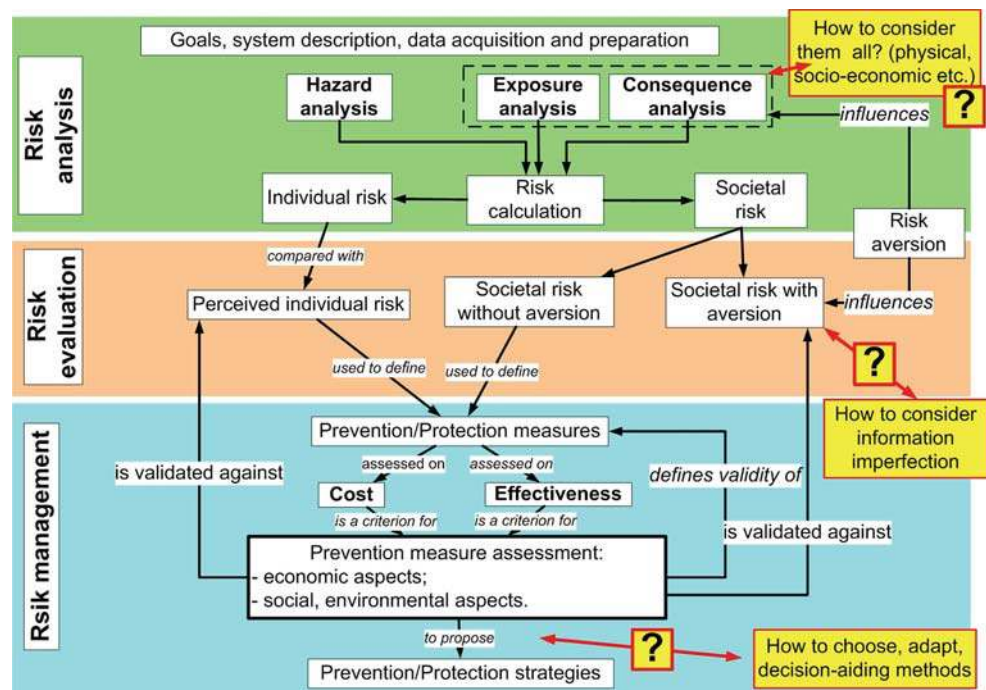 Goals, system description, data acquisition and preparation
How to consider
them all? (physical,
socio-economic etc.)
?
Risk
analysis
Hazard
analysis
Exposure
analysis
Consequence
analysis
influences
Individual risk
Risk
calculation
Societal
risk
Risk
aversion
compared with
Risk
evaluation
Perceived individual risk
Societal risk
without aversion
Societal risk with
aversion
influences
used to define
used to define
?
How to consider
information
imperfection
Rsik management
Prevention/Protection measures
is validated against
assessed on
assessed on
defines validity of
Cost
Effectiveness
is a criterion for
is a criterion for
is validated against
Prevention measure assessment:
- economic aspects;
- social, environmental aspects.
to propose
?
How to choose, adapt,
decision-aiding methods
Prevention/Protection strategies